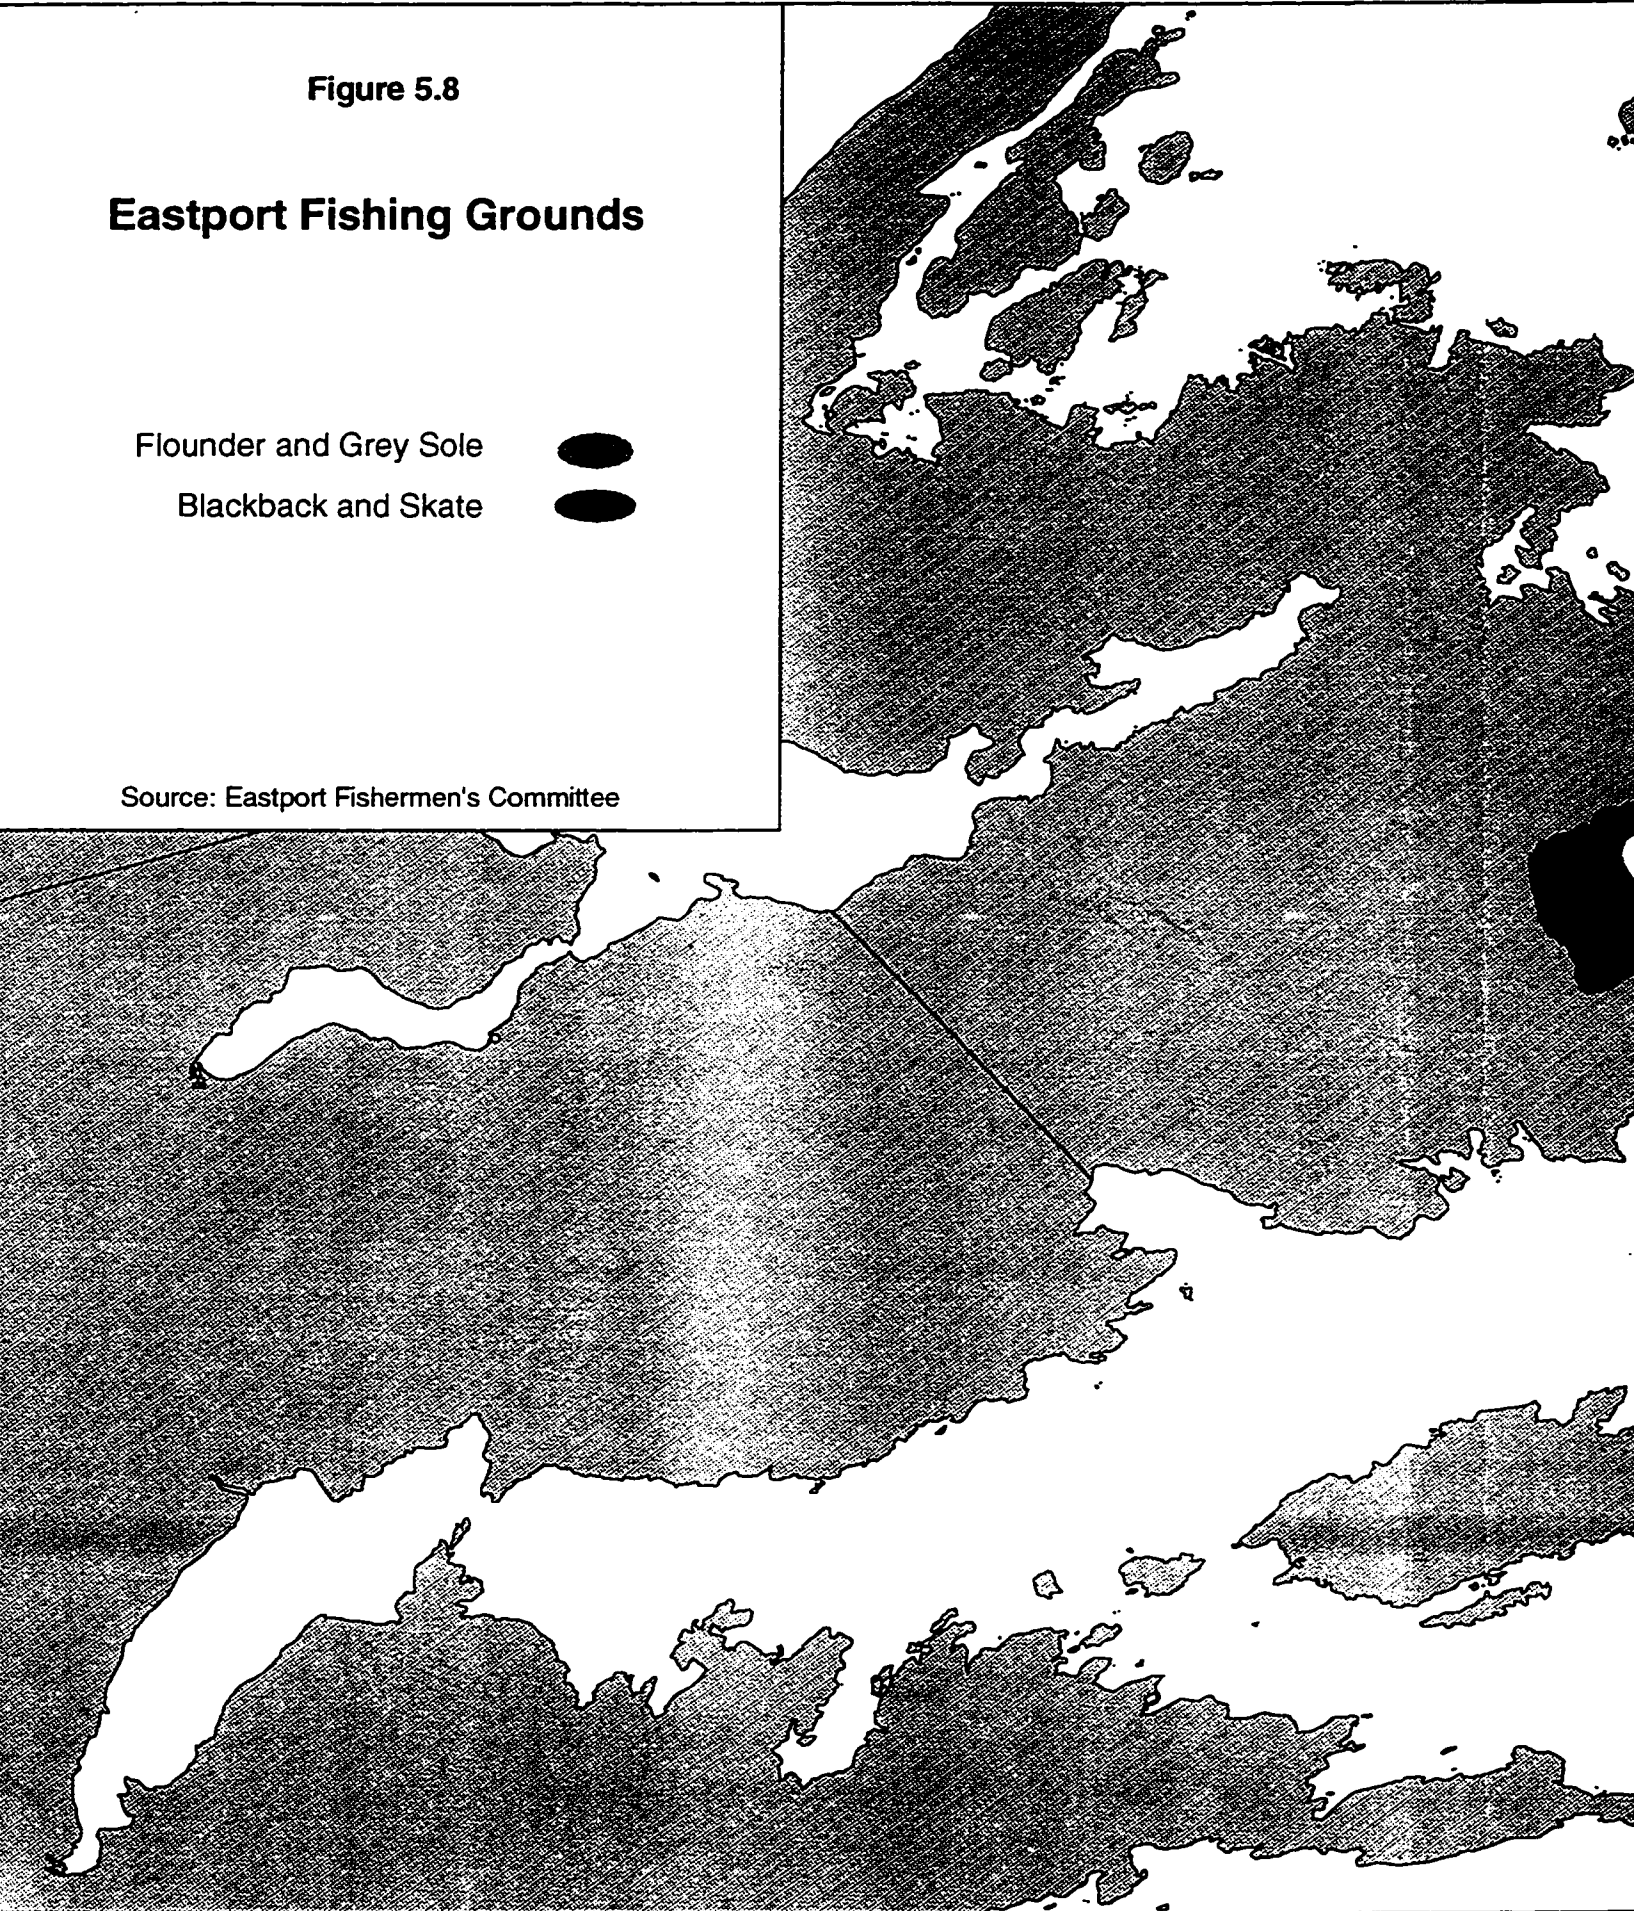 Figure 5.8
Eastport Fishing Grounds
Flounder and Grey Sole
Blackback and Skate
Source: Eastport Fishermen's Committee